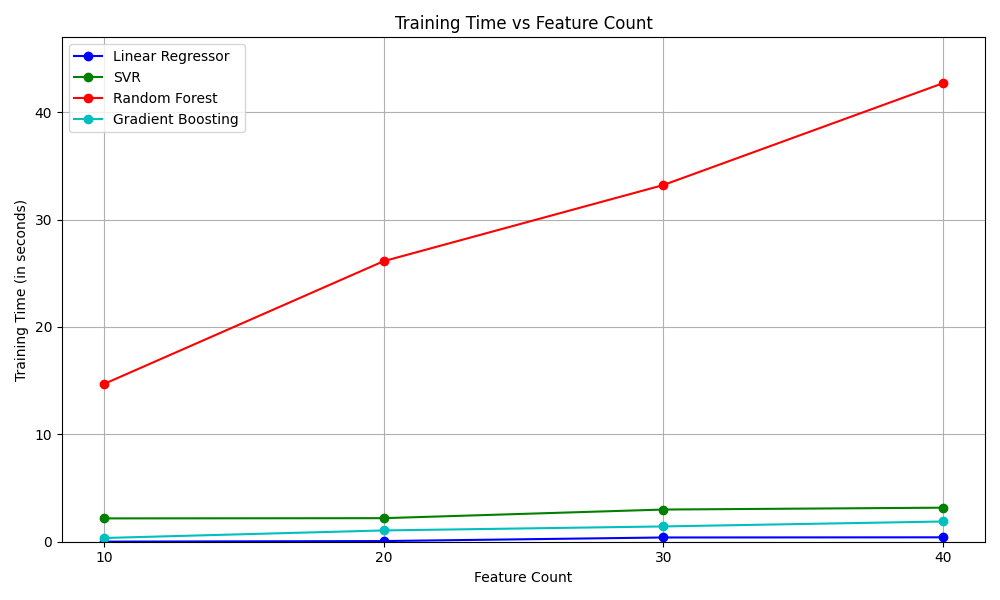 Training Time vs Feature Count
Linear Regressor
SVR
Random Forest
Gradient Boosting
Training Time (in seconds)
40
30
20
10
0
10
20
30
40
Feature Count